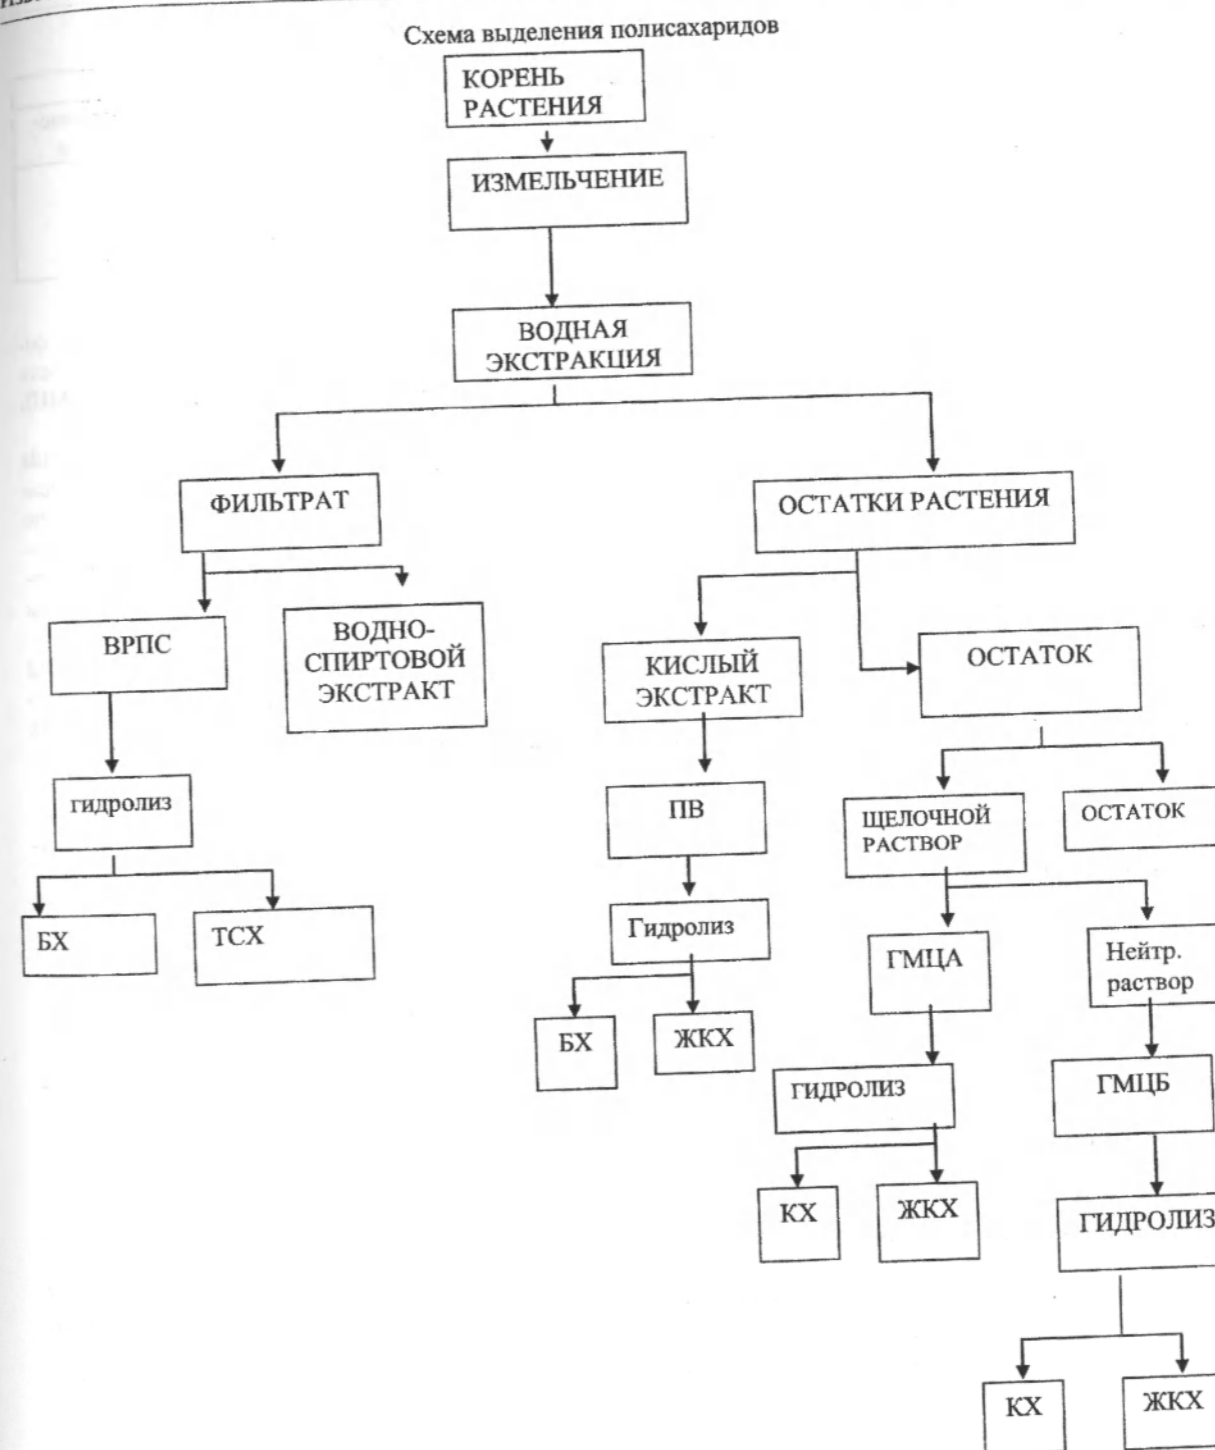 Схема выделения полисахаридов
КОРЕНЬ
РАСТЕНИЯ
ИЗМЕЛЬЧЕНИЕ
ВОДНАЯ
ЭКСТРАКЦИЯ
ФИЛЬТРАТ
ОСТАТКИ РАСТЕНИЯ
ВРПС
ВОДНО-
СПИРТОВОЙ
ЭКСТРАКТ
КИСЛЫЙ
ЭКСТРАКТ
ОСТАТОК
гидролиз
ПВ
ЩЕЛОЧНОЙ
РАСТВОР
ОСТАТОК
БХ
ТСХ
Гидролиз
ГМЦА
Нейтр.
раствор
БХ
ЖКХ
ГИДРОЛИЗ
ГМЦБ
КХ
ЖКХ
ГИДРОЛИЗ
КХ
ЖКХ